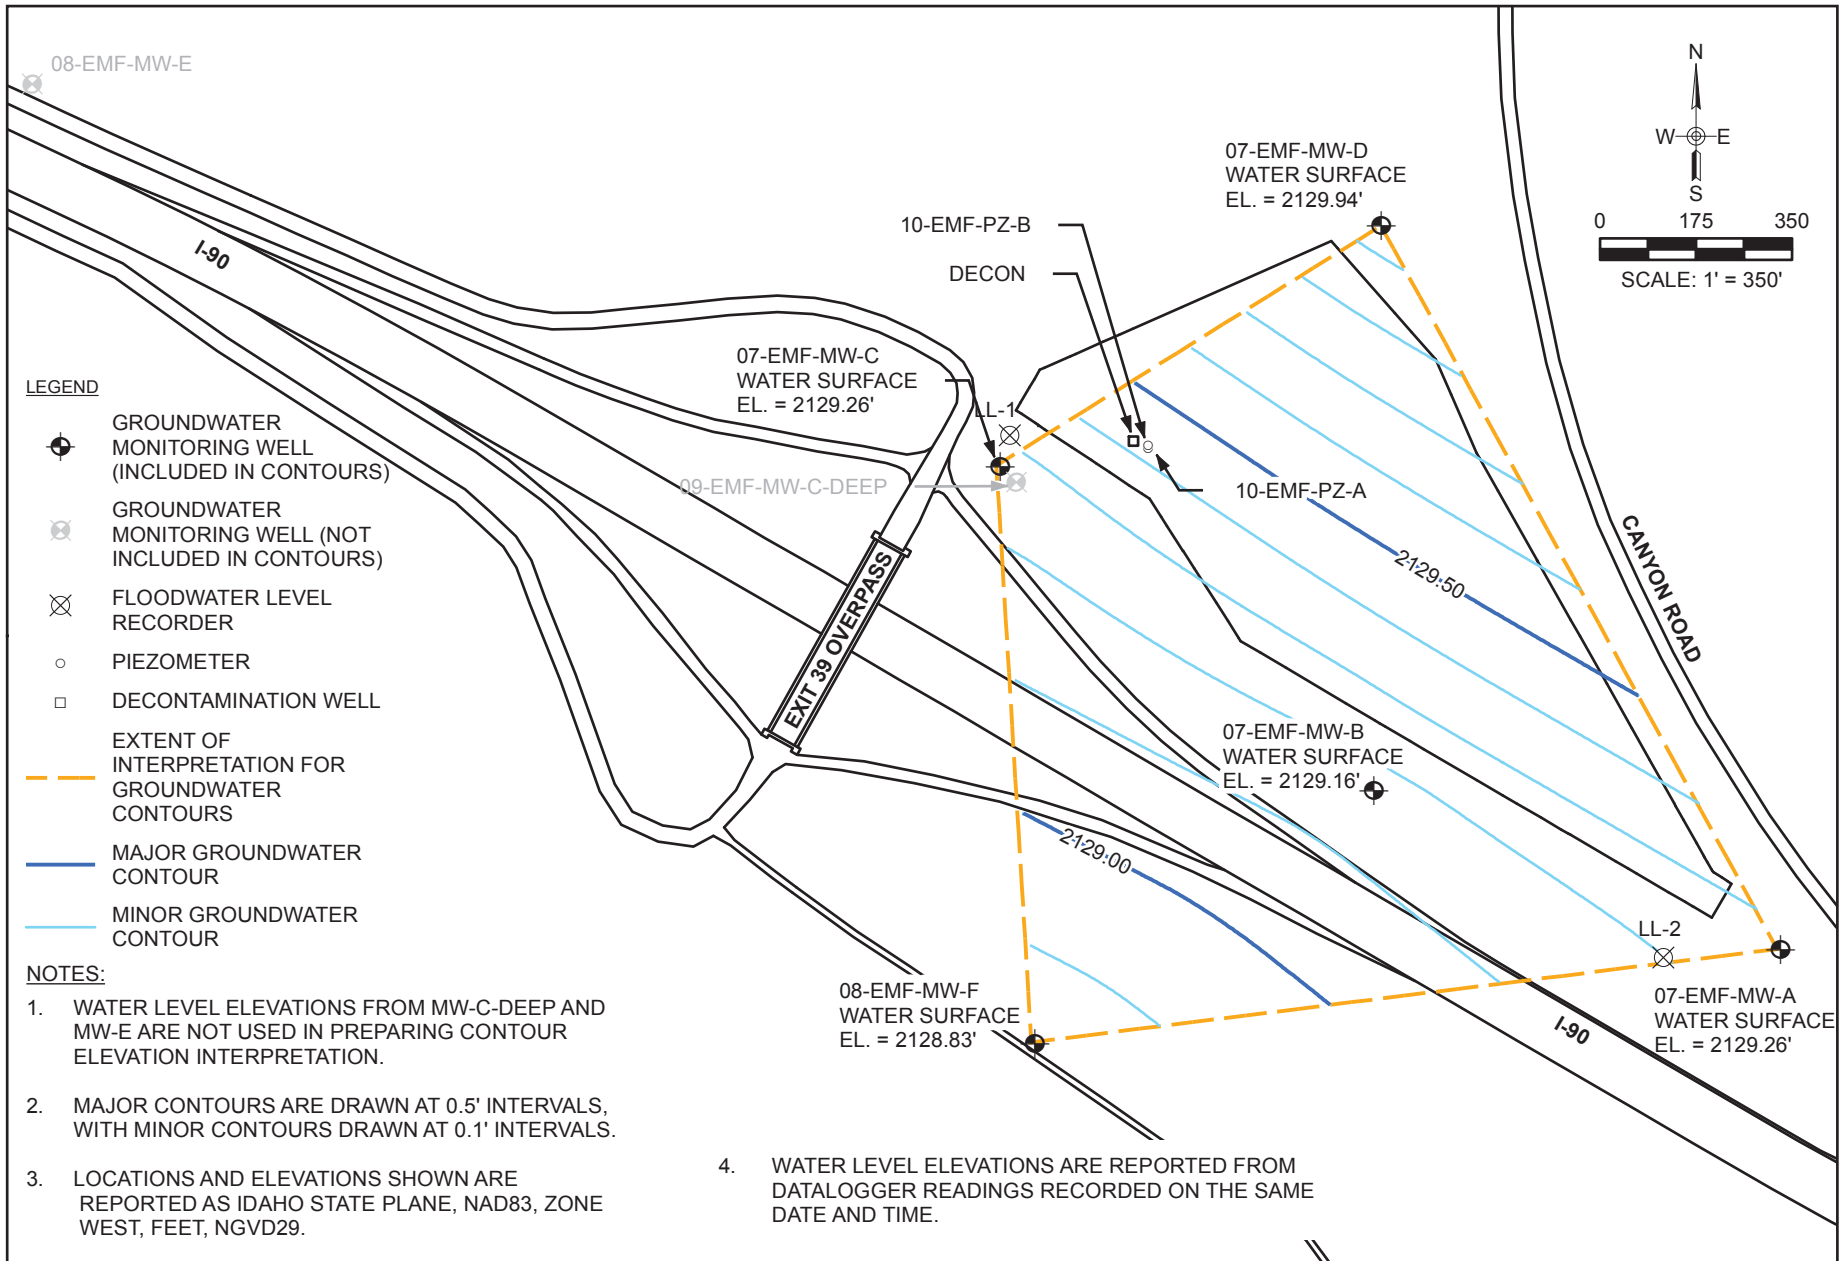 08-EMF-MW-E
N
W
E
S
0 175 350
SCALE: 1' = 350'
07-EMF-MW-D
WATER SURFACE
EL. = 2129.94'
10-EMF-PZ-B
DECON
I-90
07-EMF-MW-C
WATER SURFACE
EL. = 2129.26'
LL-1
09-EMF-MW-C-DEEP
10-EMF-PZ-A
2129.50
CANYON ROAD
EXIT 39 OVERPASS
07-EMF-MW-B
WATER SURFACE
EL. = 2129.16'
2129.00
LL-2
08-EMF-MW-F
WATER SURFACE
EL. = 2128.83'
07-EMF-MW-A
WATER SURFACE
EL. = 2129.26'
I-90
LEGEND
GROUNDWATER
MONITORING WELL
(INCLUDED IN CONTOURS)
GROUNDWATER
MONITORING WELL (NOT
INCLUDED IN CONTOURS)
FLOODWATER LEVEL
RECORDER
PIEZOMETER
DECONTAMINATION WELL
EXTENT OF
INTERPRETATION FOR
GROUNDWATER
CONTOURS
MAJOR GROUNDWATER
CONTOUR
MINOR GROUNDWATER
CONTOUR
NOTES:
1. WATER LEVEL ELEVATIONS FROM MW-C-DEEP AND
MW-E ARE NOT USED IN PREPARING CONTOUR
ELEVATION INTERPRETATION.
2. MAJOR CONTOURS ARE DRAWN AT 0.5' INTERVALS,
WITH MINOR CONTOURS DRAWN AT 0.1' INTERVALS.
3. LOCATIONS AND ELEVATIONS SHOWN ARE
REPORTED AS IDAHO STATE PLANE, NAD83, ZONE
WEST, FEET, NGVD29.
4. WATER LEVEL ELEVATIONS ARE REPORTED FROM
DATALOGGER READINGS RECORDED ON THE SAME
DATE AND TIME.